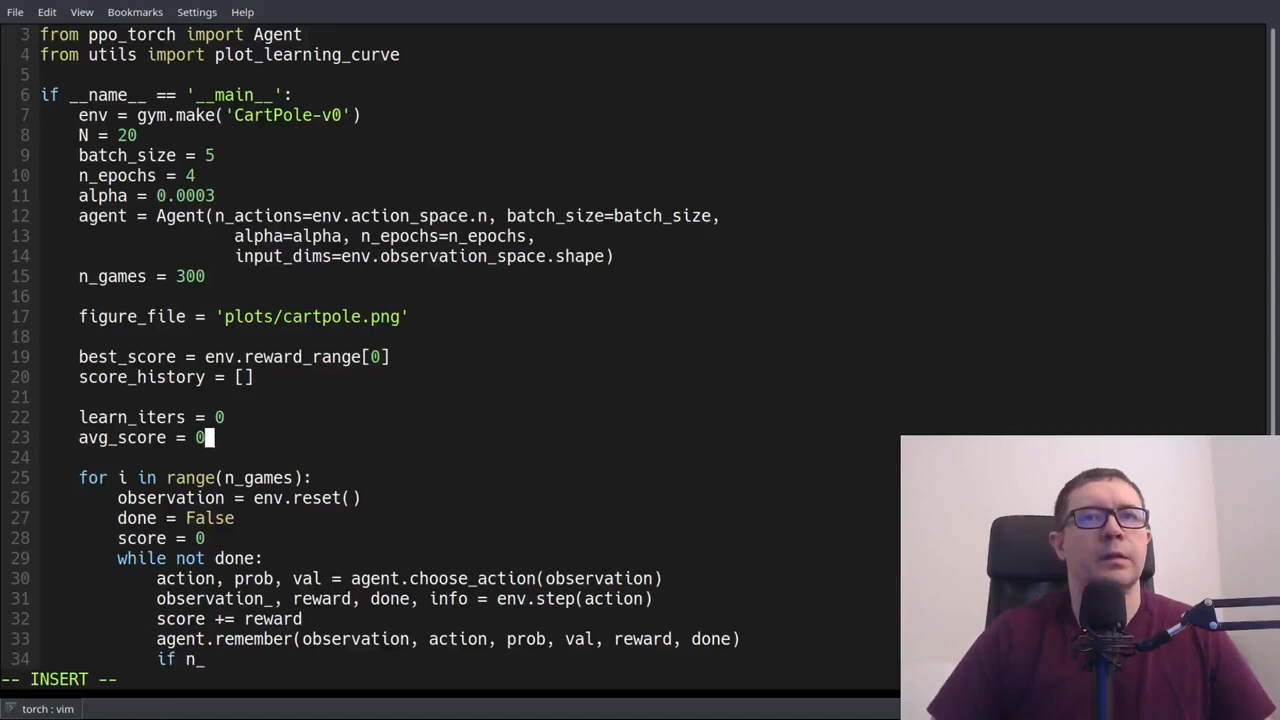 File Edit View Bookmarks Settings Help
3 from ppo_torch import Agent
4 from utils import plot_learning_curve
5
6 if __name__ == '__main__':
7 env = gym.make('CartPole-v0')
8 N = 20
9 batch_size = 5
10 n_epochs = 4
11 alpha = 0.0003
12 agent = Agent(n_actions=env.action_space.n, batch_size=batch_size,
13 alpha=alpha, n_epochs=n_epochs,
14 input_dims=env.observation_space.shape)
15 n_games = 300
16
17 figure_file = 'plots/cartpole.png'
18
19 best_score = env.reward_range[0]
20 score_history = []
21
22 learn_iters = 0
23 avg_score = 0
24
25 for i in range(n_games):
26 observation = env.reset()
27 done = False
28 score = 0
29 while not done:
30 action, prob, val = agent.choose_action(observation)
31 observation_, reward, done, info = env.step(action)
32 score += reward
33 agent.remember(observation, action, prob, val, reward, done)
34 if n_
-- INSERT --
torch : vim